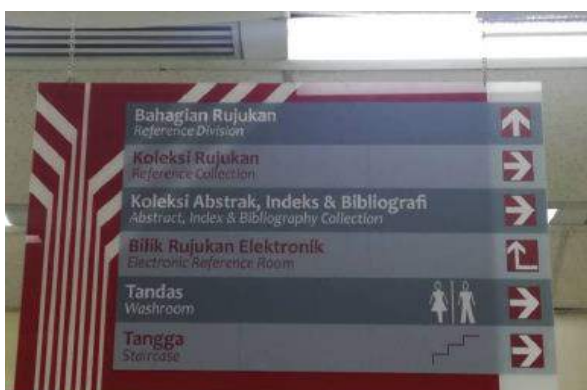 Bahagian Rujukan
Reference Division
Koleksi Rujukan
Reference Collection
Koleksi Abstrak, Indeks & Bibliografi
Abstract, Index & Bibliography Collection
Bilik Rujukan Elektronik
Electronic Reference Room
Tandas
Washroom
Tangga
Staircase